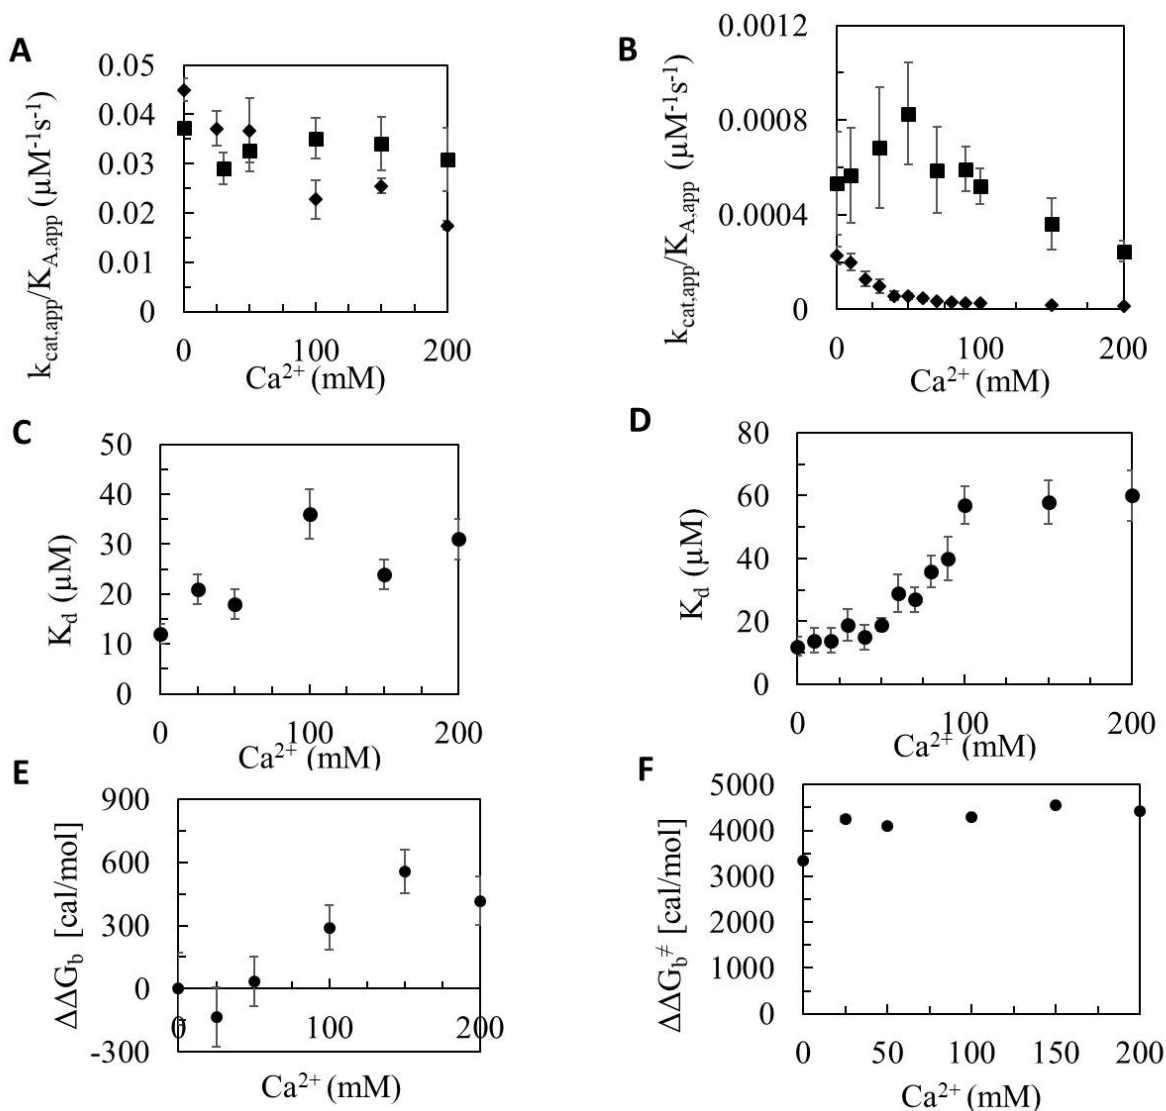 A
k_cat,app/K_A,app (µM⁻¹s⁻¹)
0.05
0.04
0.03
0.02
0.01
0
0 100 200
Ca²⁺ (mM)
B
k_cat,app/K_A,app (µM⁻¹s⁻¹)
0.0012
0.0008
0.0004
0
0 100 200
Ca²⁺ (mM)
C
K_d (µM)
50
40
30
20
10
0
0 100 200
Ca²⁺ (mM)
D
K_d (µM)
80
60
40
20
0
0 100 200
Ca²⁺ (mM)
E
ΔΔG_b [cal/mol]
900
600
300
0
-300
0 100 200
Ca²⁺ (mM)
F
ΔΔG_b^≠ [cal/mol]
5000
4000
3000
2000
1000
0
0 50 100 150 200
Ca²⁺ (mM)